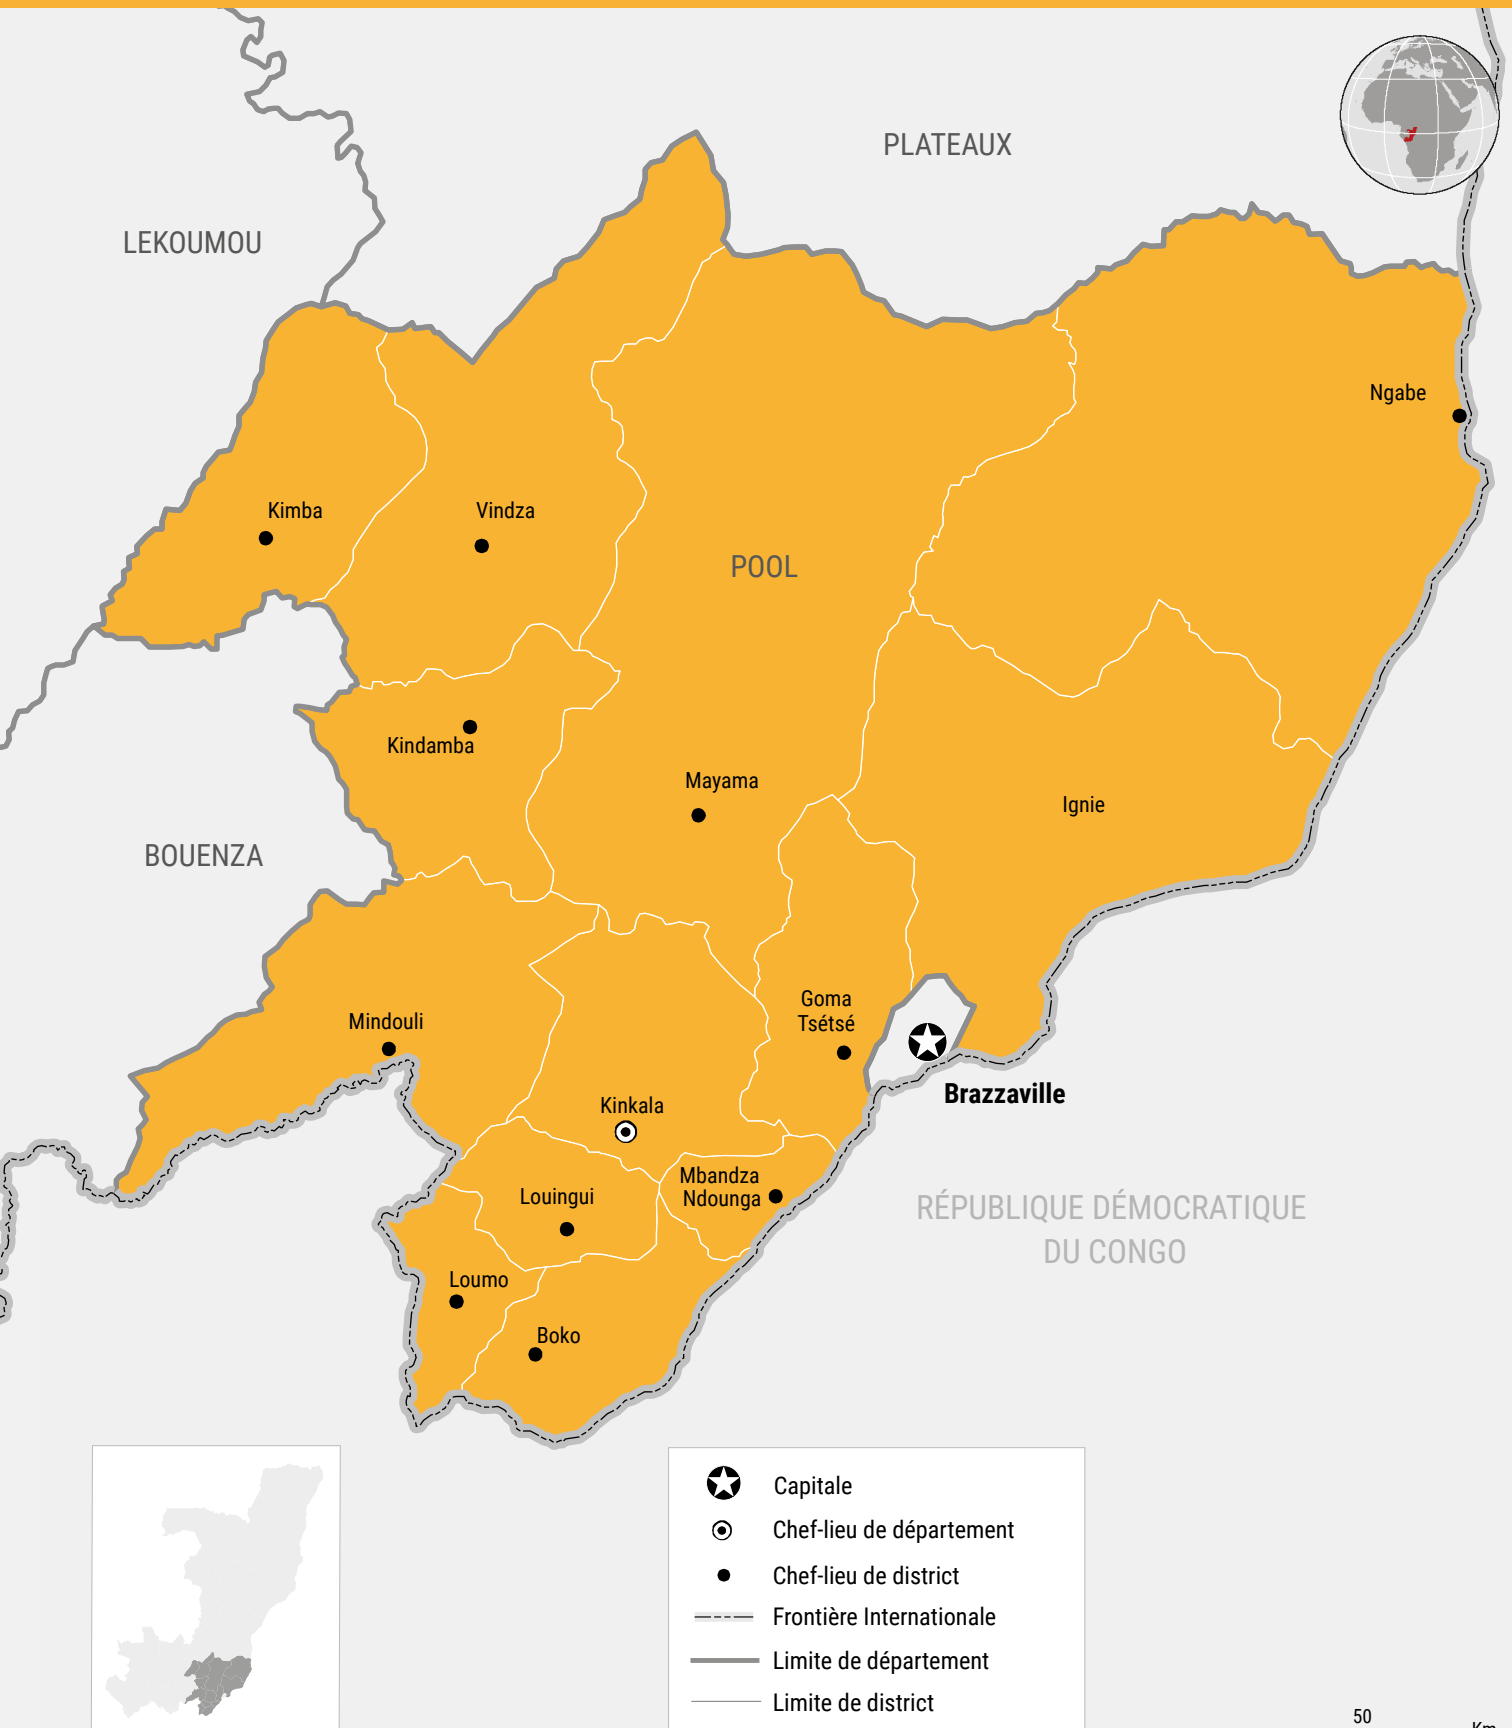 PLATEAUX
LEKOUMOU
Ngabe
Kimba
Vindza
POOL
Kindamba
Mayama
Ignie
BOUENZA
Goma
Tsétsé
Mindouli
Brazzaville
Kinkala
Mbandza
Ndounga
Louingui
RÉPUBLIQUE DÉMOCRATIQUE
DU CONGO
Loumo
Boko
Capitale
Chef-lieu de département
Chef-lieu de district
Frontière Internationale
Limite de département
Limite de district
50